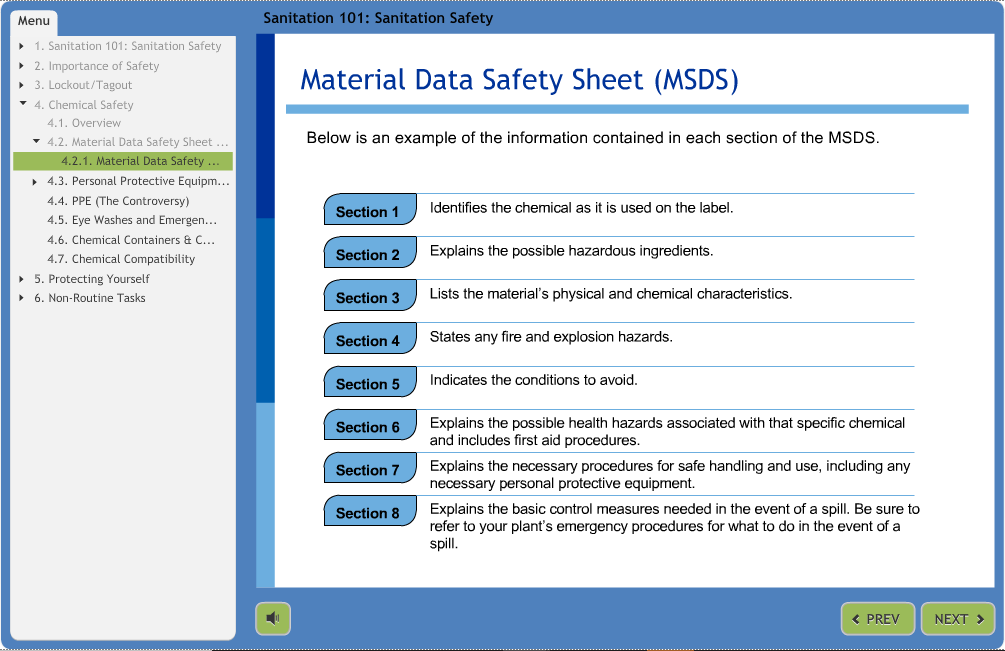 Menu
1. Sanitation 101: Sanitation Safety
2. Importance of Safety
3. Lockout/Tagout
4. Chemical Safety
4.1. Overview
4.2. Material Data Safety Sheet ...
4.2.1. Material Data Safety ...
4.3. Personal Protective Equipm...
4.4. PPE (The Controversy)
4.5. Eye Washes and Emergen...
4.6. Chemical Containers & C...
4.7. Chemical Compatibility
5. Protecting Yourself
6. Non-Routine Tasks
Sanitation 101: Sanitation Safety
Material Data Safety Sheet (MSDS)
Below is an example of the information contained in each section of the MSDS.
Section 1 Identifies the chemical as it is used on the label.
Section 2 Explains the possible hazardous ingredients.
Section 3 Lists the material's physical and chemical characteristics.
Section 4 States any fire and explosion hazards.
Section 5 Indicates the conditions to avoid.
Section 6 Explains the possible health hazards associated with that specific chemical
and includes first aid procedures.
Section 7 Explains the necessary procedures for safe handling and use, including any
necessary personal protective equipment.
Section 8 Explains the basic control measures needed in the event of a spill. Be sure to
refer to your plant's emergency procedures for what to do in the event of a
spill.
PREV NEXT